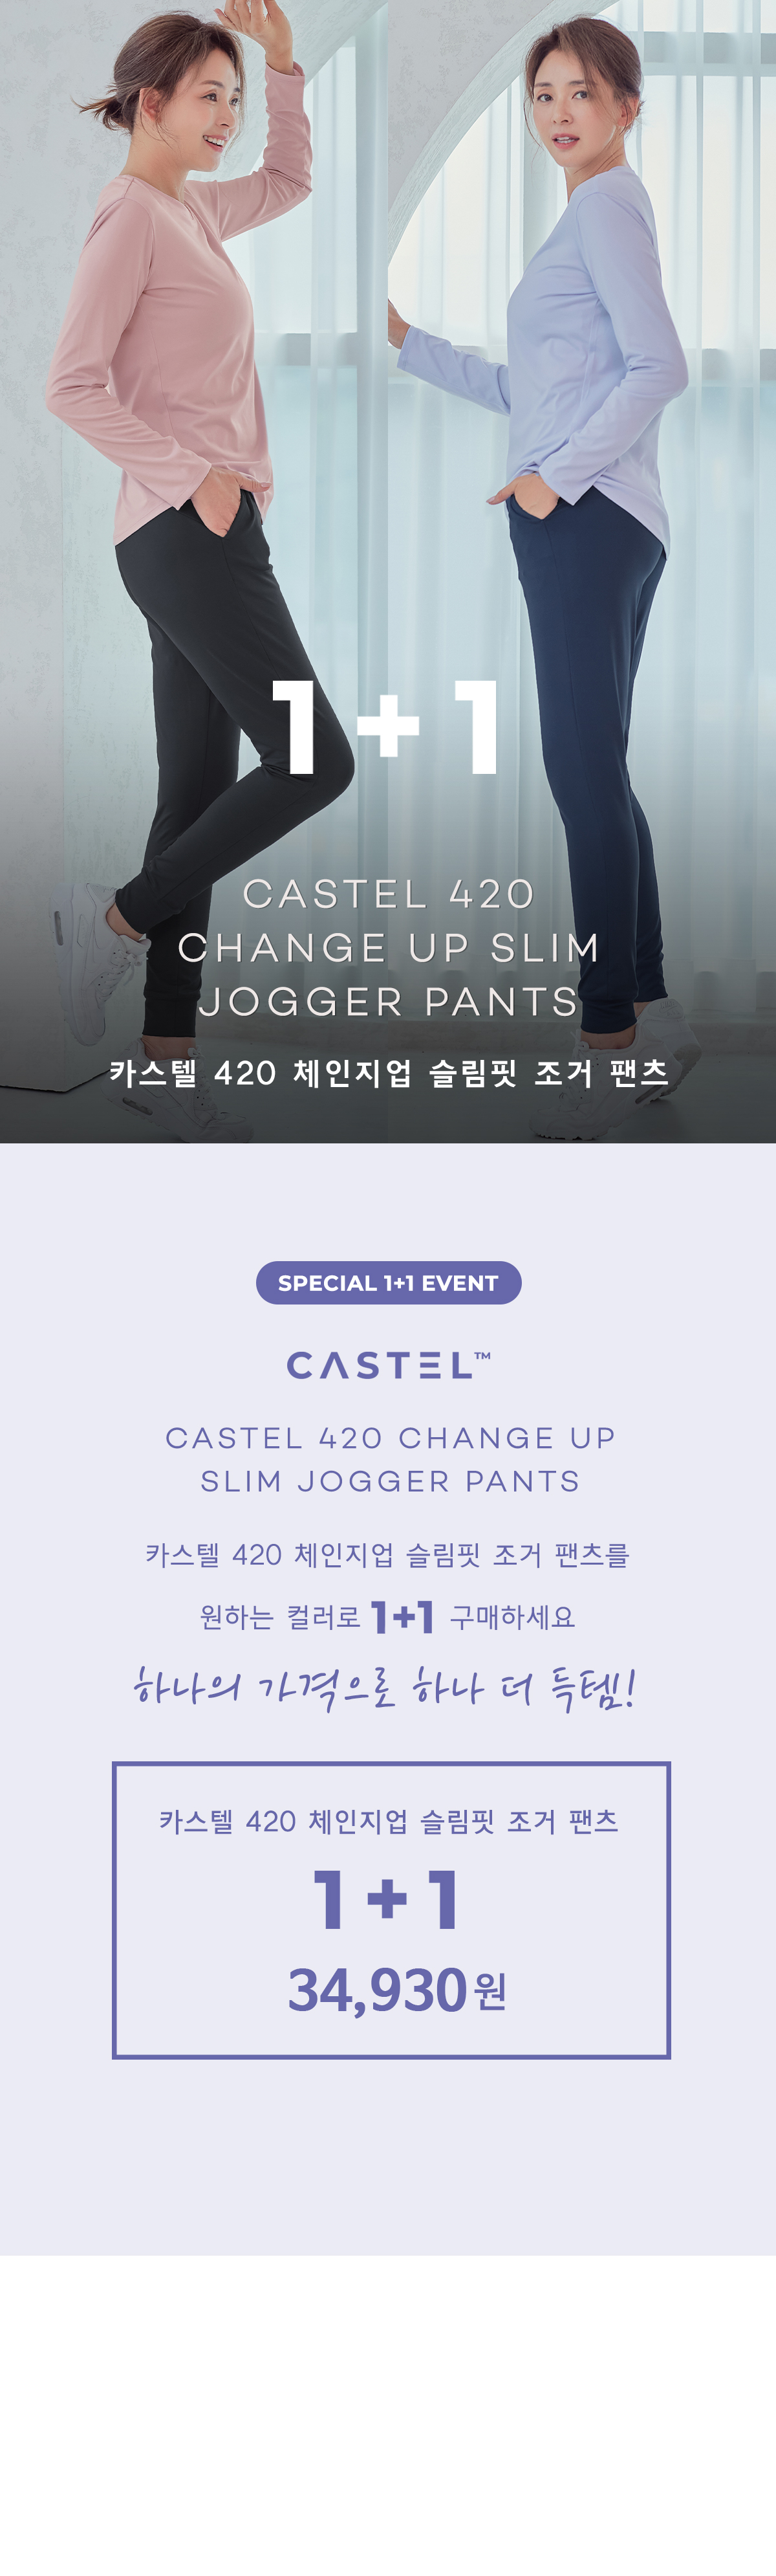 1 + 1
CASTEL 420
CHANGE UP SLIM
JOGGER PANTS
카스텔 420 체인지업 슬림핏 조거 팬츠
SPECIAL 1+1 EVENT
CASTEL™
CASTEL 420 CHANGE UP
SLIM JOGGER PANTS
카스텔 420 체인지업 슬림핏 조거 팬츠를
원하는 컬러로 1+1 구매하세요
하나의 가격으로 하나 더 득템!
카스텔 420 체인지업 슬림핏 조거 팬츠
1 + 1
34,930원